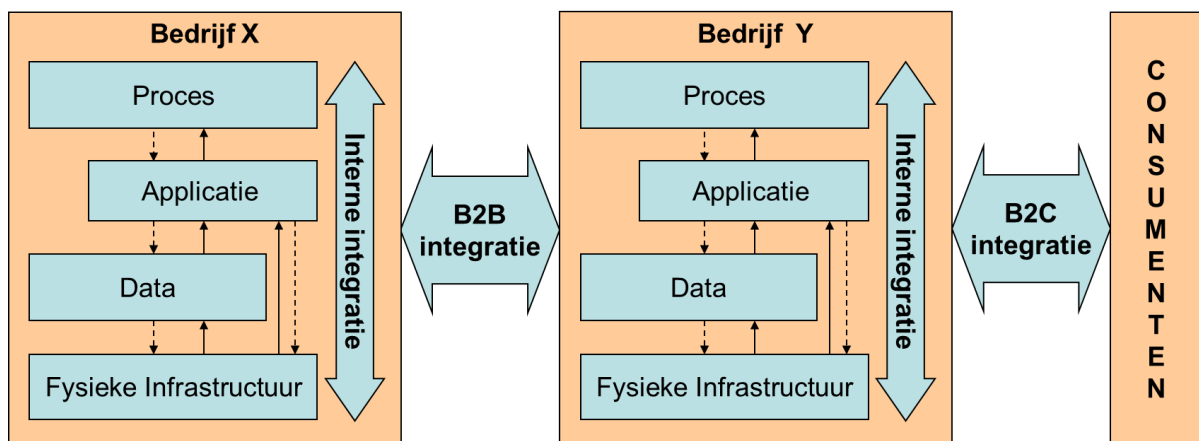 Bedrijf X
Proces
Applicatie
Data
Fysieke Infrastructuur
Interne integratie
B2B
integratie
Bedrijf Y
Proces
Applicatie
Data
Fysieke Infrastructuur
Interne integratie
B2C
integratie
C
O
N
S
U
M
E
N
T
E
N